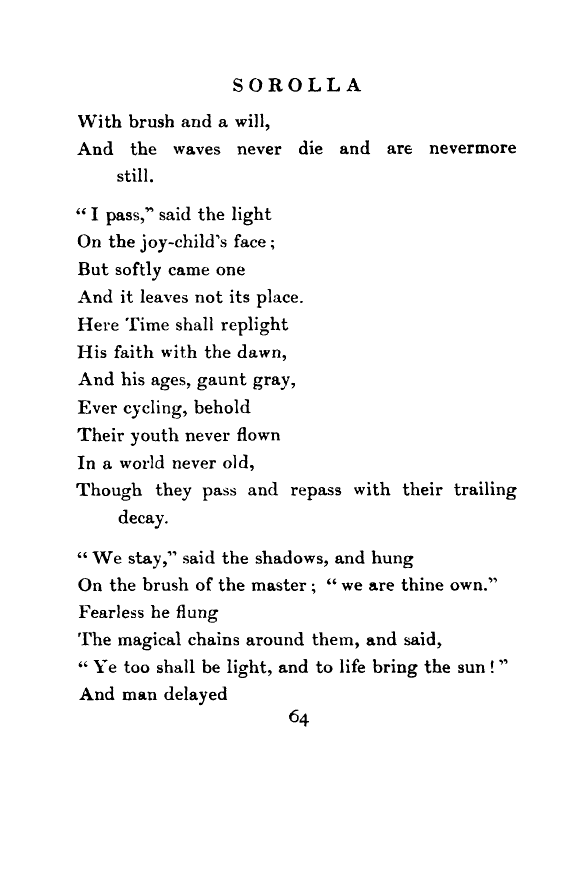 SOROLLA
With brush and a will,
And the waves never die and are nevermore
still.
“I pass,” said the light
On the joy-child's face;
But softly came one
And it leaves not its place.
Here Time shall replight
His faith with the dawn,
And his ages, gaunt gray,
Ever cycling, behold
Their youth never flown
In a world never old,
Though they pass and repass with their trailing
decay.
“We stay,” said the shadows, and hung
On the brush of the master; “we are thine own.”
Fearless he flung
The magical chains around them, and said,
“Ye too shall be light, and to life bring the sun!”
And man delayed
64